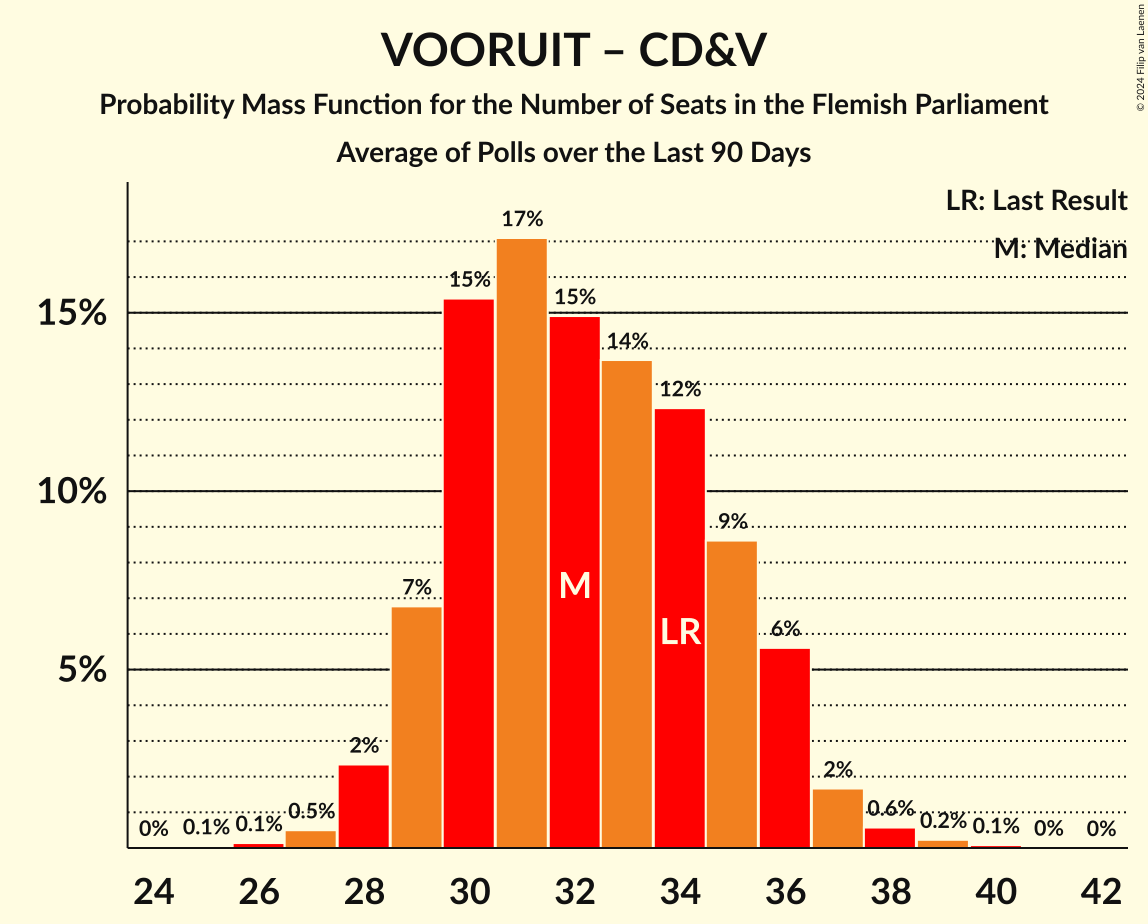 VOORUIT – CD&V
Probability Mass Function for the Number of Seats in the Flemish Parliament
Average of Polls over the Last 90 Days
© 2024 Filip van Laenen
LR: Last Result
M: Median
15%
10%
5%
0%
0.1%
0.1%
0.5%
2%
7%
15%
17%
15%
14%
12%
9%
6%
2%
0.6%
0.2%
0.1%
0%
0%
M
LR
24 26 28 30 32 34 36 38 40 42